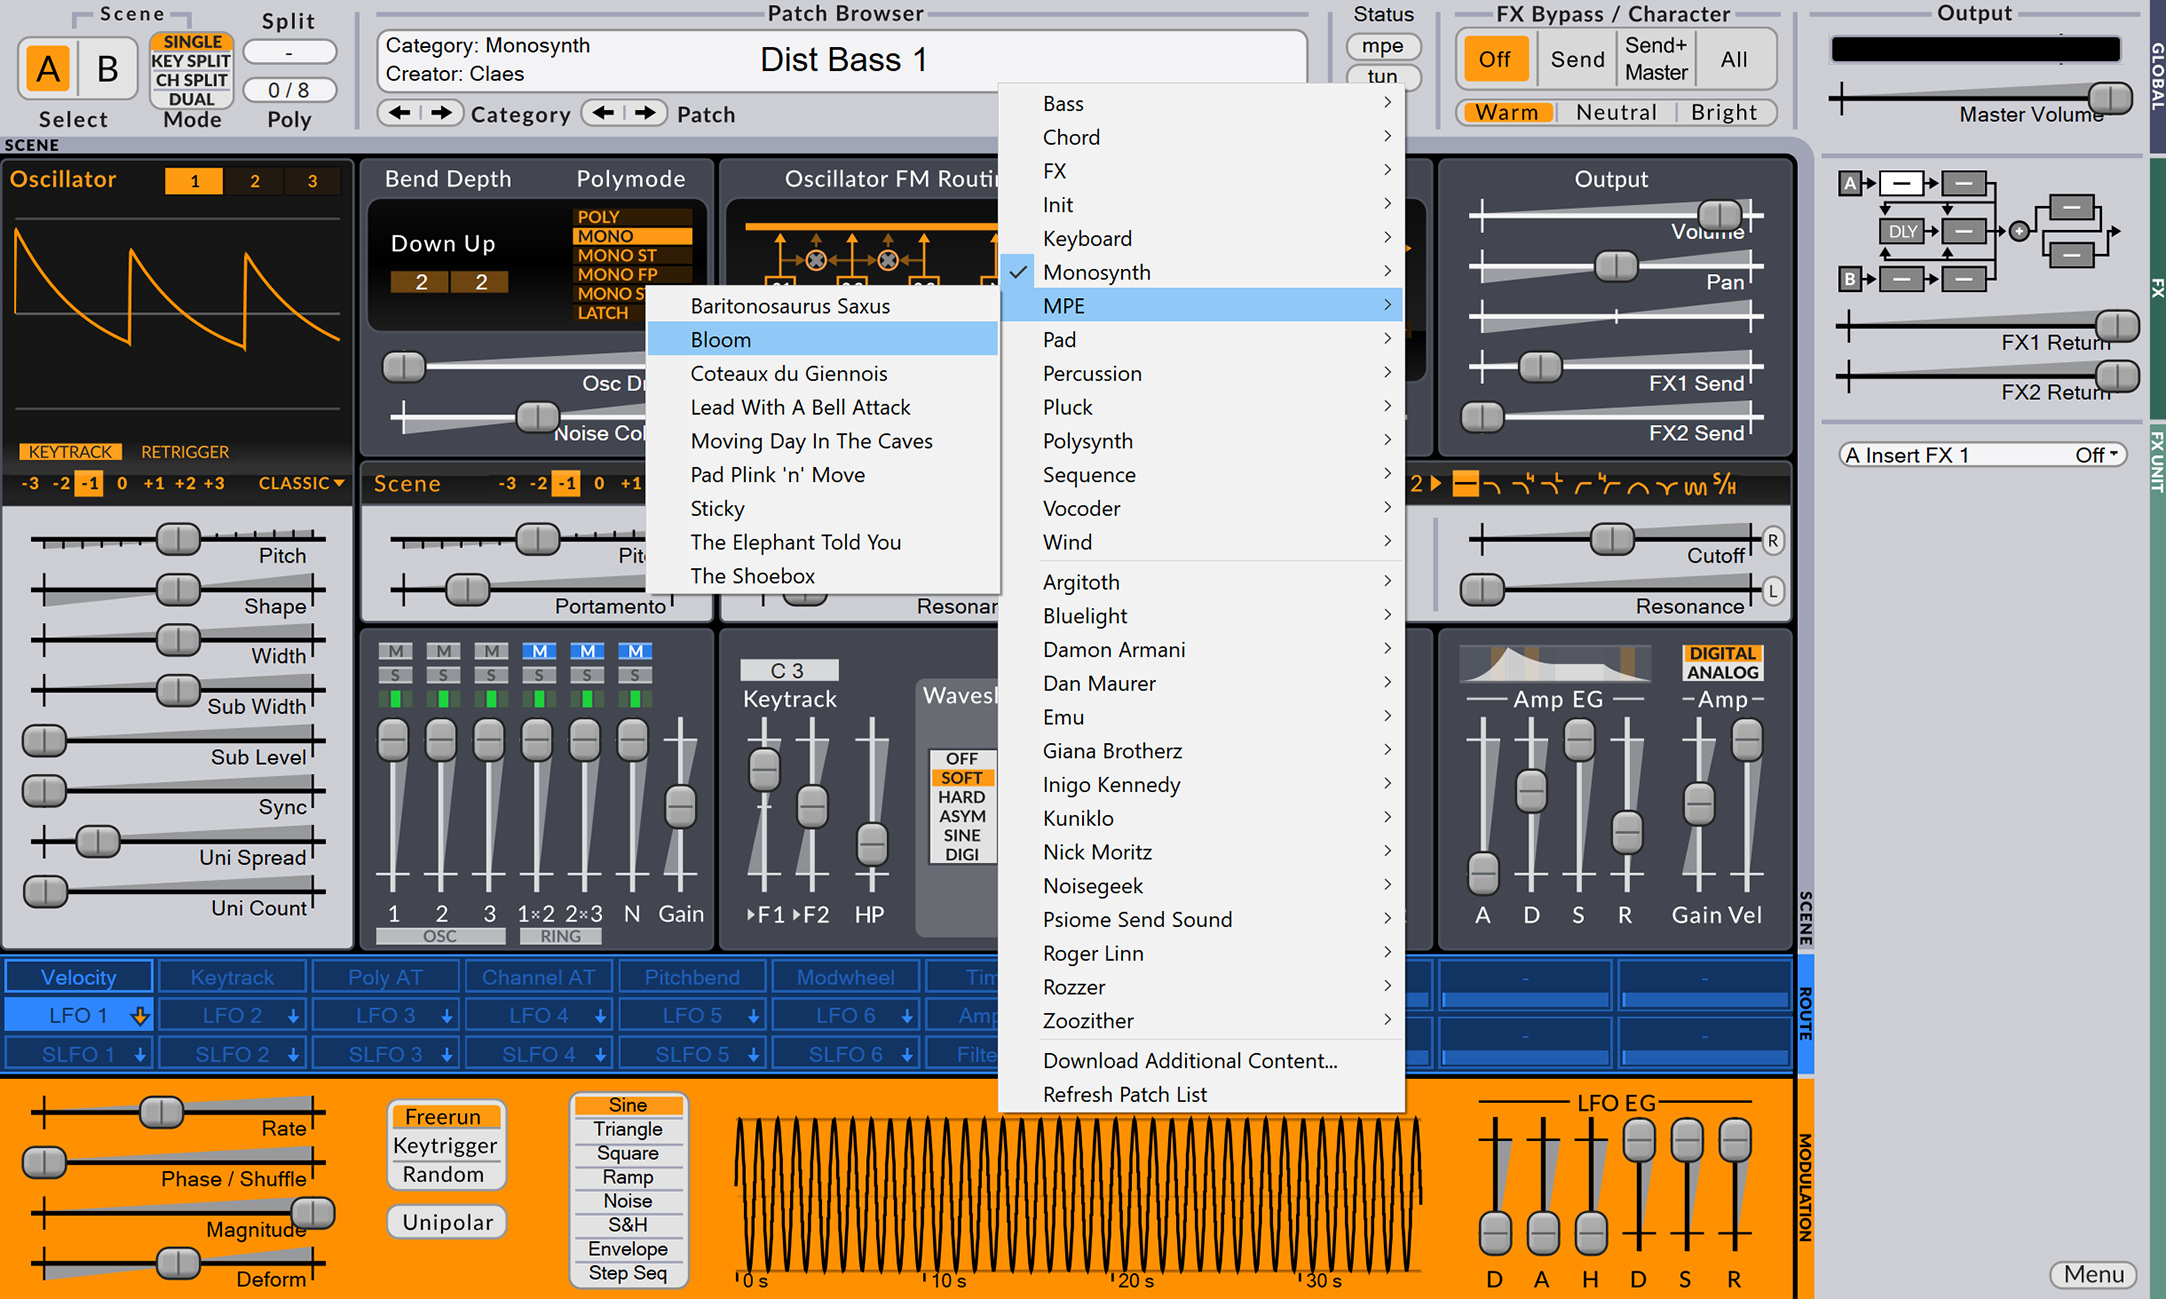 Scene
Split
Patch Browser
Status
FX Bypass / Character
Output
A
B
SINGLE
KEY SPLIT
CH SPLIT
DUAL
-
0 / 8
Select
Mode
Poly
Category: Monosynth
Creator: Claes
Dist Bass 1
Category
Patch
mpe
tun
Off
Send
Send+
Master
All
Warm
Neutral
Bright
Master Volume
GLOBAL
SCENE
Oscillator
1
2
3
KEYTRACK
RETRIGGER
-3 -2 -1 0 +1 +2 +3
CLASSIC
Pitch
Shape
Width
Sub Width
Sub Level
Sync
Uni Spread
Uni Count
Bend Depth
Polymode
Down Up
2
2
POLY
MONO
MONO ST
MONO FP
MONO S
LATCH
Noise Col
Osc Dr
Oscillator FM Routi
Scene
-3 -2 -1 0 +1
Pit
Portamento
Resonan
Baritonosaurus Saxus
Bloom
Coteaux du Giennois
Lead With A Bell Attack
Moving Day In The Caves
Pad Plink 'n' Move
Sticky
The Elephant Told You
The Shoebox
Bass
Chord
FX
Init
Keyboard
Monosynth
MPE
Pad
Percussion
Pluck
Polysynth
Sequence
Vocoder
Wind
Argitoth
Bluelight
Damon Armani
Dan Maurer
Emu
Giana Brotherz
Inigo Kennedy
Kuniklo
Nick Moritz
Noisegeek
Psiome Send Sound
Roger Linn
Rozzer
Zoozither
Download Additional Content...
Refresh Patch List
Output
Volume
Pan
FX1 Send
FX2 Send
2
S/H
Cutoff
R
Resonance
L
A
B
DLY
FX
FX1 Return
FX2 Return
A Insert FX 1
Off
FX UNIT
M M M M M M
S S S S S S
1 2 3 1×2 2×3 N Gain
OSC
RING
C 3
Keytrack
F1 F2 HP
Wavesh
OFF
SOFT
HARD
ASYM
SINE
DIGI
DIGITAL
ANALOG
Amp EG
Amp
A D S R
Gain Vel
SCENE
Velocity
Keytrack
Poly AT
Channel AT
Pitchbend
Modwheel
Tim
-
-
LFO 1
LFO 2
LFO 3
LFO 4
LFO 5
LFO 6
Amp
-
-
SLFO 1
SLFO 2
SLFO 3
SLFO 4
SLFO 5
SLFO 6
Filte
ROUTE
Rate
Phase / Shuffle
Magnitude
Deform
Freerun
Keytrigger
Random
Unipolar
Sine
Triangle
Square
Ramp
Noise
S&H
Envelope
Step Seq
0 s
10 s
20 s
30 s
LFO EG
D A H D S R
MODULATION
Menu